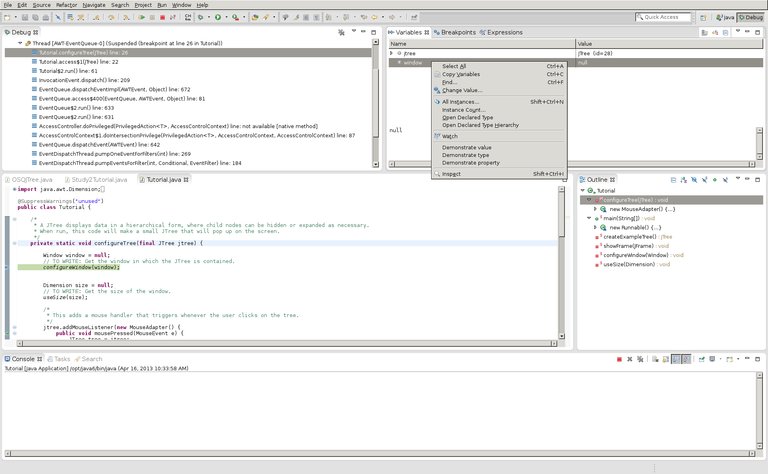 File Edit Source Refactor Navigate Search Project Run Window Help
Quick Access
Java
Debug
Debug
Thread [AWT-EventQueue-0] (Suspended (breakpoint at line 26 in Tutorial))
Tutorial.configureTree(JTree) line: 26
Tutorial.access$1(JTree) line: 22
Tutorial$2.run() line: 61
InvocationEvent.dispatch() line: 209
EventQueue.dispatchEventImpl(AWTEvent, Object) line: 672
EventQueue.access$400(EventQueue, AWTEvent, Object) line: 81
EventQueue$2.run() line: 633
EventQueue$2.run() line: 631
AccessController.doPrivileged(PrivilegedAction<T>, AccessControlContext) line: not available [native method]
AccessControlContext$1.doIntersectionPrivilege(PrivilegedAction<T>, AccessControlContext, AccessControlContext) line: 87
EventQueue.dispatchEvent(AWTEvent) line: 642
EventDispatchThread.pumpOneEventForFilters(int) line: 269
EventDispatchThread.pumpEventsForFilter(int, Conditional, EventFilter) line: 184
Variables Breakpoints Expressions
Name Value
jtree JTree (id=28)
window null
null
Select All Ctrl+A
Copy Variables Ctrl+C
Find... Ctrl+F
Change Value...
All Instances... Shift+Ctrl+N
Instance Count...
Open Declared Type
Open Declared Type Hierarchy
Watch
Demonstrate value
Demonstrate type
Demonstrate property
Inspect Shift+Ctrl+I
OSCJTree.java Study2Tutorial.java Tutorial.java
import java.awt.Dimension;
@SuppressWarnings("unused")
public class Tutorial {
/*
* A JTree displays data in a hierarchical form, where child nodes can be hidden or expanded as necessary.
* When run, this code will make a small JTree that will pop up on the screen.
*/
private static void configureTree(final JTree jtree) {
Window window = null;
// TO WRITE: Get the window in which the JTree is contained.
configureWindow(window);
Dimension size = null;
// TO WRITE: Get the size of the window.
useSize(size);
/*
* This adds a mouse handler that triggers whenever the user clicks on the tree.
*/
jtree.addMouseListener(new MouseAdapter() {
public void mousePressed(MouseEvent e) {
Outline
Tutorial
configureTree(JTree) : void
new MouseAdapter() {...}
main(String[]) : void
new Runnable() {...}
createExampleTree() : JTree
showFrame(JFrame) : void
configureWindow(Window) : void
useSize(Dimension) : void
Console Tasks Search
Tutorial [Java Application] /opt/java6/bin/java (Apr 16, 2013 10:33:58 AM)